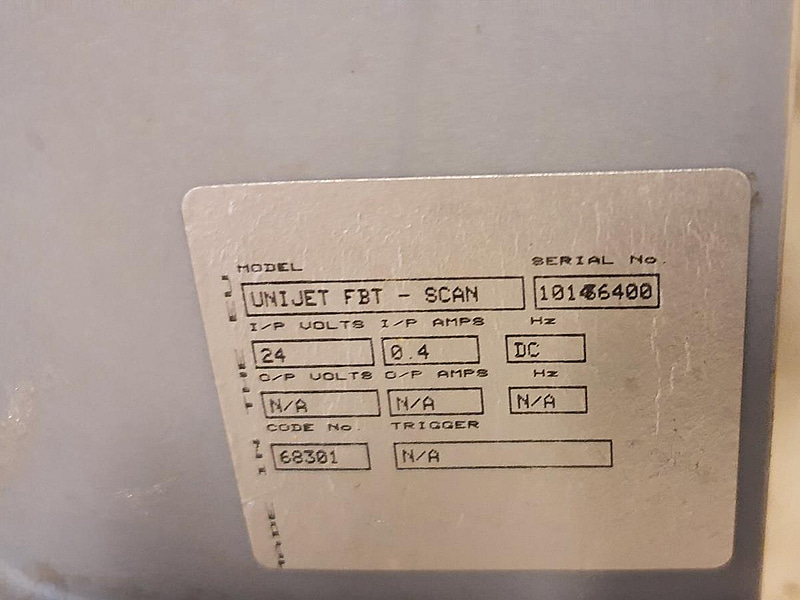 MODEL SERIAL No.
UNIJET FBT - SCAN
I/P VOLTS I/P AMPS Hz
24 0.4 DC
O/P VOLTS O/P AMPS Hz
N/A N/A N/A
CODE No. TRIGGER
68301 N/A